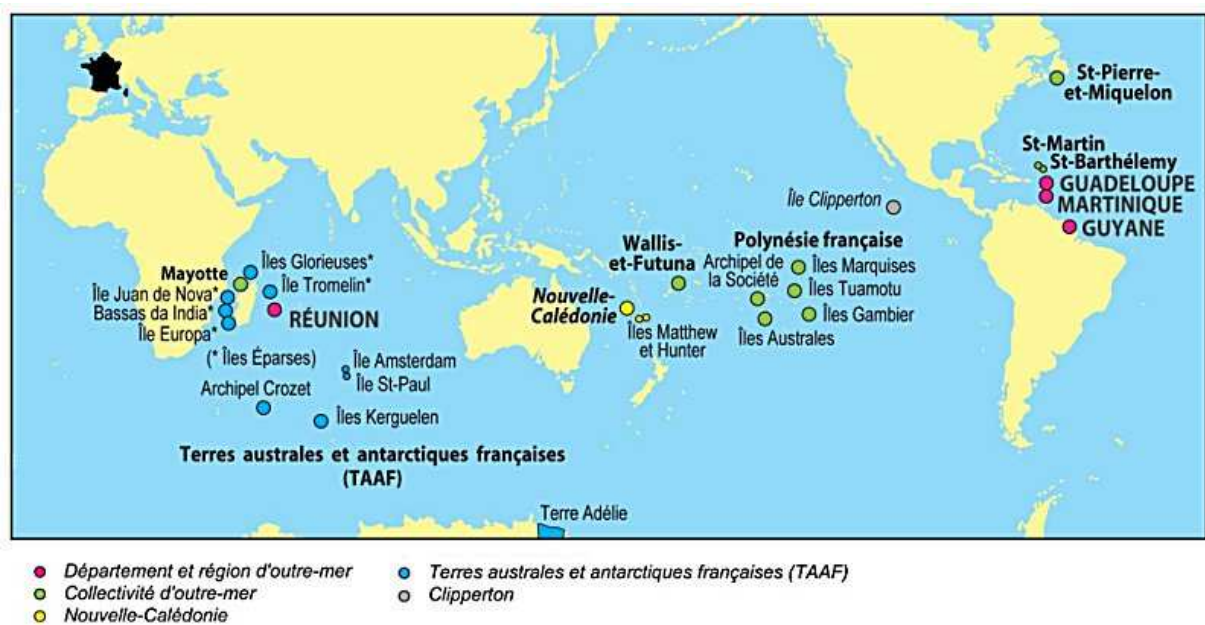 St-Pierre-
et-Miquelon
St-Martin
St-Barthélemy
GUADELOUPE
MARTINIQUE
GUYANE
Île Clipperton
Wallis-
et-Futuna
Polynésie française
Archipel de
la Société
Îles Marquises
Îles Tuamotu
Îles Gambier
Îles Australes
Nouvelle-
Calédonie
Îles Matthew
et Hunter
Mayotte
Îles Glorieuses*
Île Juan de Nova*
Île Tromelin*
Bassas da India*
RÉUNION
Île Europa*
(* Îles Éparses)
Île Amsterdam
Île St-Paul
Archipel Crozet
Îles Kerguelen
Terres australes et antarctiques françaises
(TAAF)
Terre Adélie
Département et région d'outre-mer
Collectivité d'outre-mer
Nouvelle-Calédonie
Terres australes et antarctiques françaises (TAAF)
Clipperton